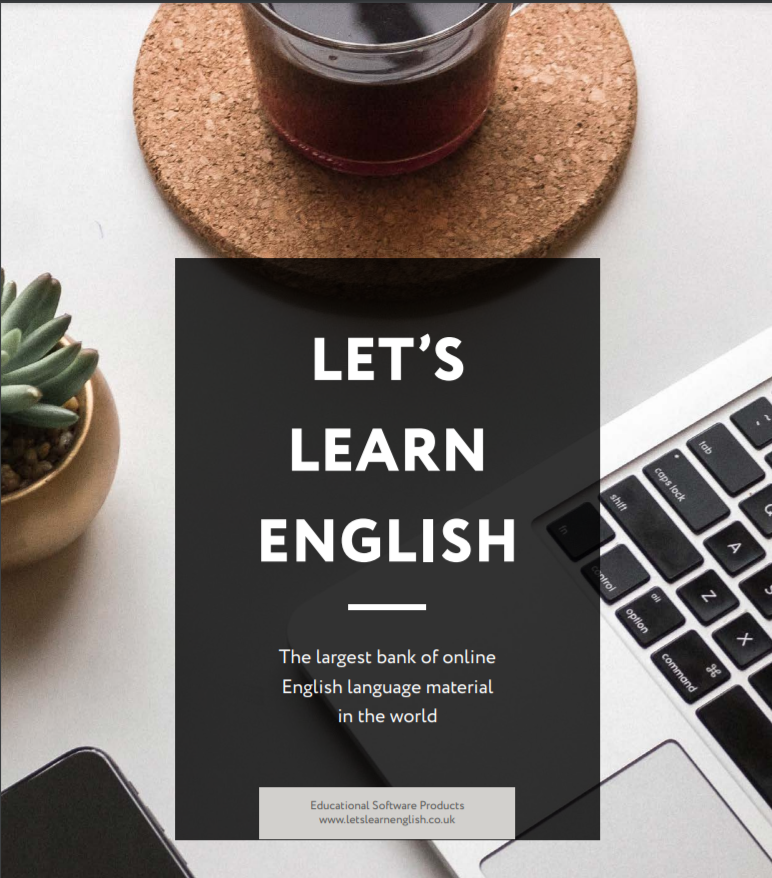 LET’S
LEARN
ENGLISH
The largest bank of online
English language material
in the world
Educational Software Products
www.letslearnenglish.co.uk
tab
caps lock
shift
fn
control
alt
option
command
⌘
A
Z
X